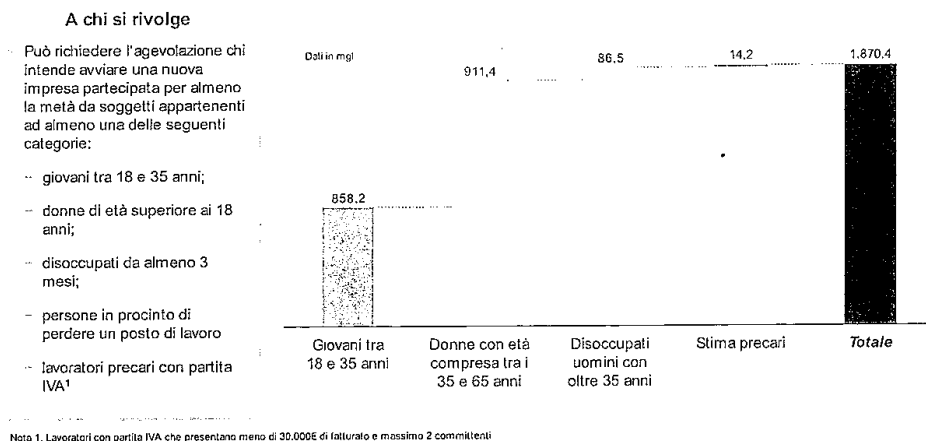 A chi si rivolge
Può richiedere l'agevolazione chi
intende avviare una nuova
impresa partecipata per almeno
la metà da soggetti appartenenti
ad almeno una delle seguenti
categorie:
- giovani tra 18 e 35 anni;
- donne di età superiore ai 18
anni;
- disoccupati da almeno 3
mesi;
- persone in procinto di
perdere un posto di lavoro
- lavoratori precari con partita
IVA¹
Dati in mgl
858,2
911,4
86,5
14,2
1.870,4
Giovani tra
18 e 35 anni
Donne con età
compresa tra i
35 e 65 anni
Disoccupati
uomini con
oltre 35 anni
Stima precari
Totale
Nota 1. Lavoratori con partita IVA che presentano meno di 30.000€ di fatturato e massimo 2 committenti